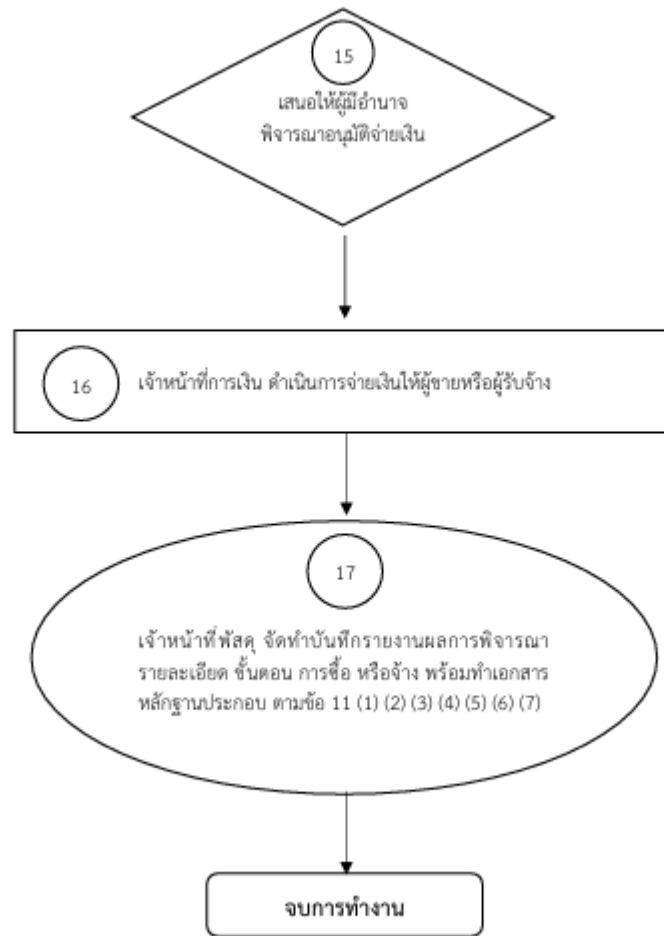 15
เสนอให้ผู้มีอำนาจ
พิจารณาอนุมัติจ่ายเงิน
16
เจ้าหน้าที่การเงิน ดำเนินการจ่ายเงินให้ผู้ขายหรือผู้รับจ้าง
17
เจ้าหน้าที่พัสดุ จัดทำบันทึกรายงานผลการพิจารณา
รายละเอียด ขั้นตอน การซื้อ หรือจ้าง พร้อมทำเอกสาร
หลักฐานประกอบ ตามข้อ 11 (1) (2) (3) (4) (5) (6) (7)
จบการทำงาน